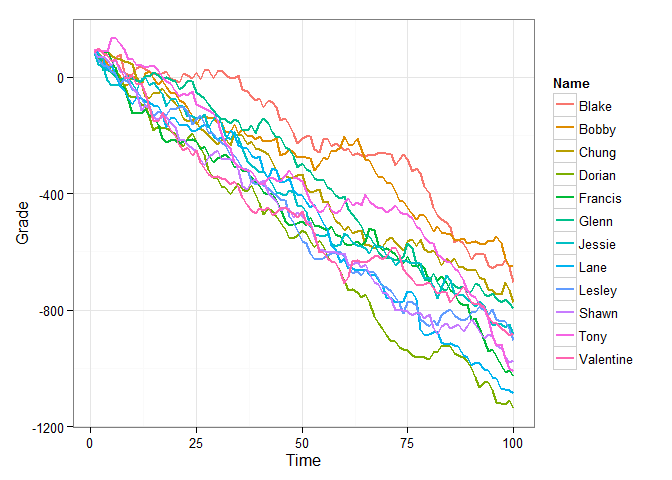 0
-400
-800
-1200
Grade
0 25 50 75 100
Time
Name
Blake
Bobby
Chung
Dorian
Francis
Glenn
Jessie
Lane
Lesley
Shawn
Tony
Valentine